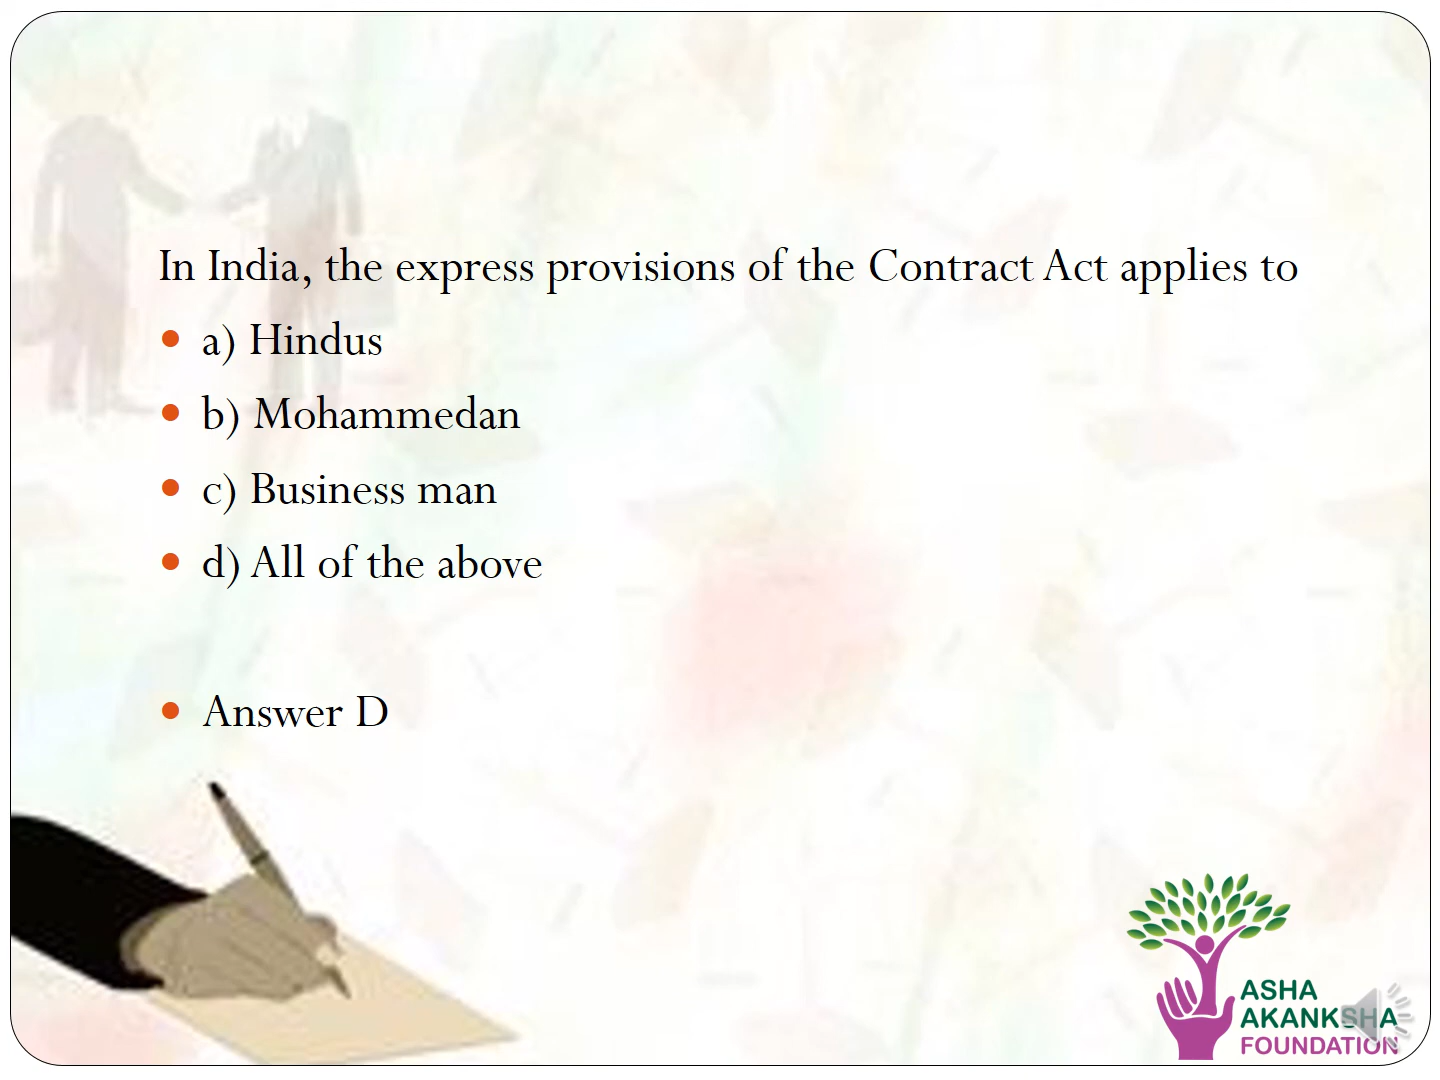 In India, the express provisions of the Contract Act applies to
a) Hindus
b) Mohammedan
c) Business man
d) All of the above
Answer D
ASHA
AKANKSHA
FOUNDATION